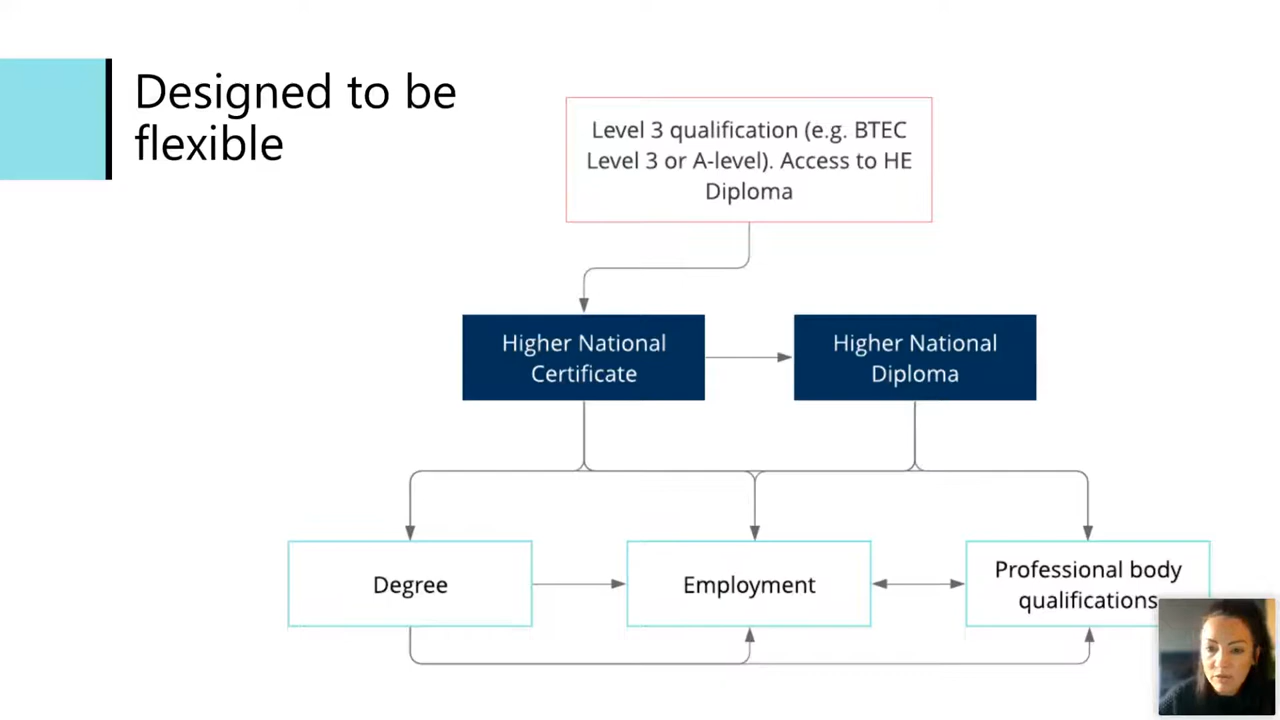 Designed to be
flexible
Level 3 qualification (e.g. BTEC
Level 3 or A-level). Access to HE
Diploma
Higher National
Certificate
Higher National
Diploma
Degree
Employment
Professional body
qualifications